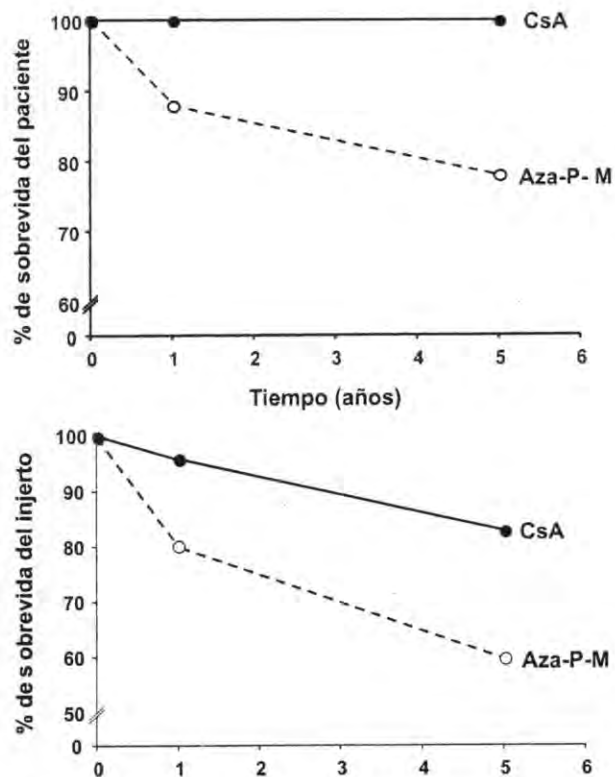 % de sobrevida del paciente
100
90
80
70
60
0
CsA
Aza-P- M
0 1 2 3 4 5 6
Tiempo (años)
% de s obrevida del injerto
100
90
80
70
60
50
0
CsA
Aza-P-M
0 1 2 3 4 5 6